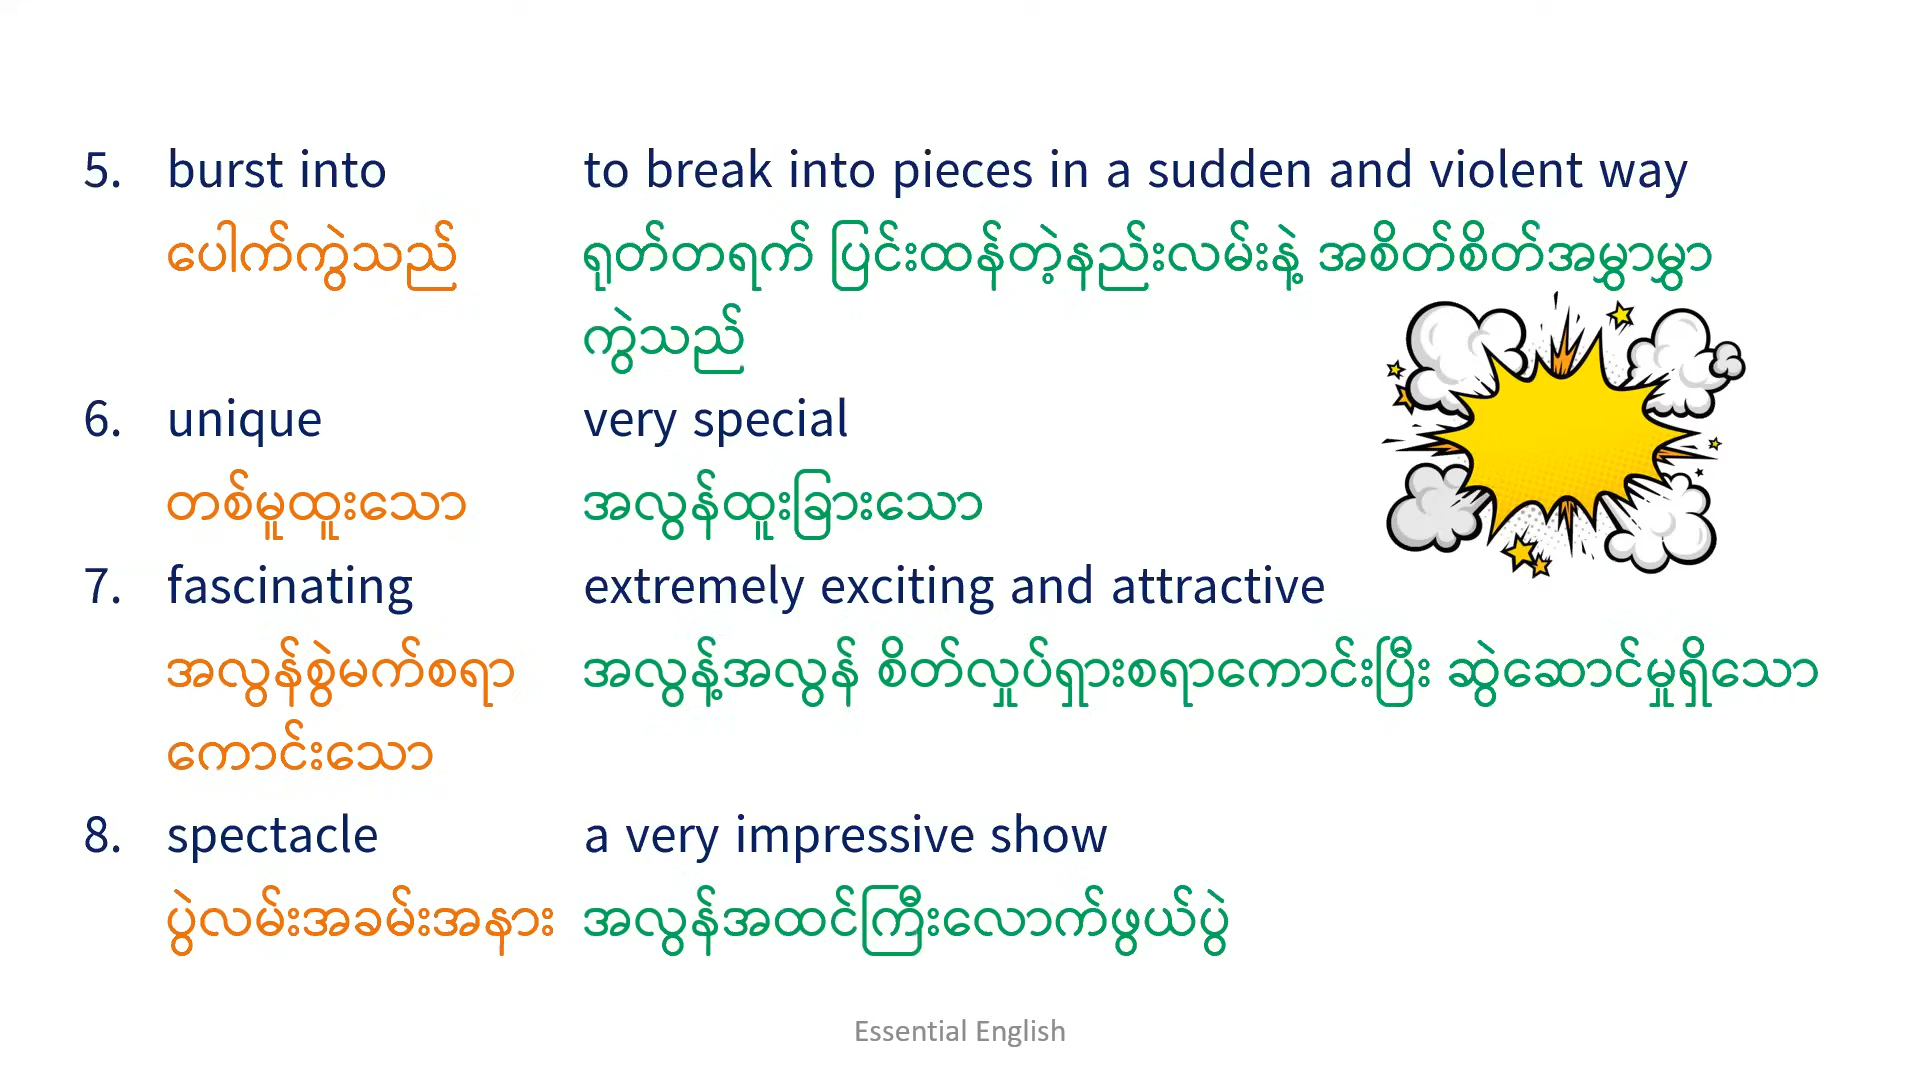 5. burst into to break into pieces in a sudden and violent way
ပေါက်ကွဲသည် ရုတ်တရက် ပြင်းထန်တဲ့နည်းလမ်းနဲ့ အစိတ်စိတ်အမွှာမွှာ
ကွဲသည်
6. unique very special
တစ်မူထူးသော အလွန်ထူးခြားသော
7. fascinating extremely exciting and attractive
အလွန်စွဲမက်စရာ အလွန့်အလွန် စိတ်လှုပ်ရှားစရာကောင်းပြီး ဆွဲဆောင်မှုရှိသော
ကောင်းသော
8. spectacle a very impressive show
ပွဲလမ်းအခမ်းအနား အလွန်အထင်ကြီးလောက်ဖွယ်ပွဲ
Essential English